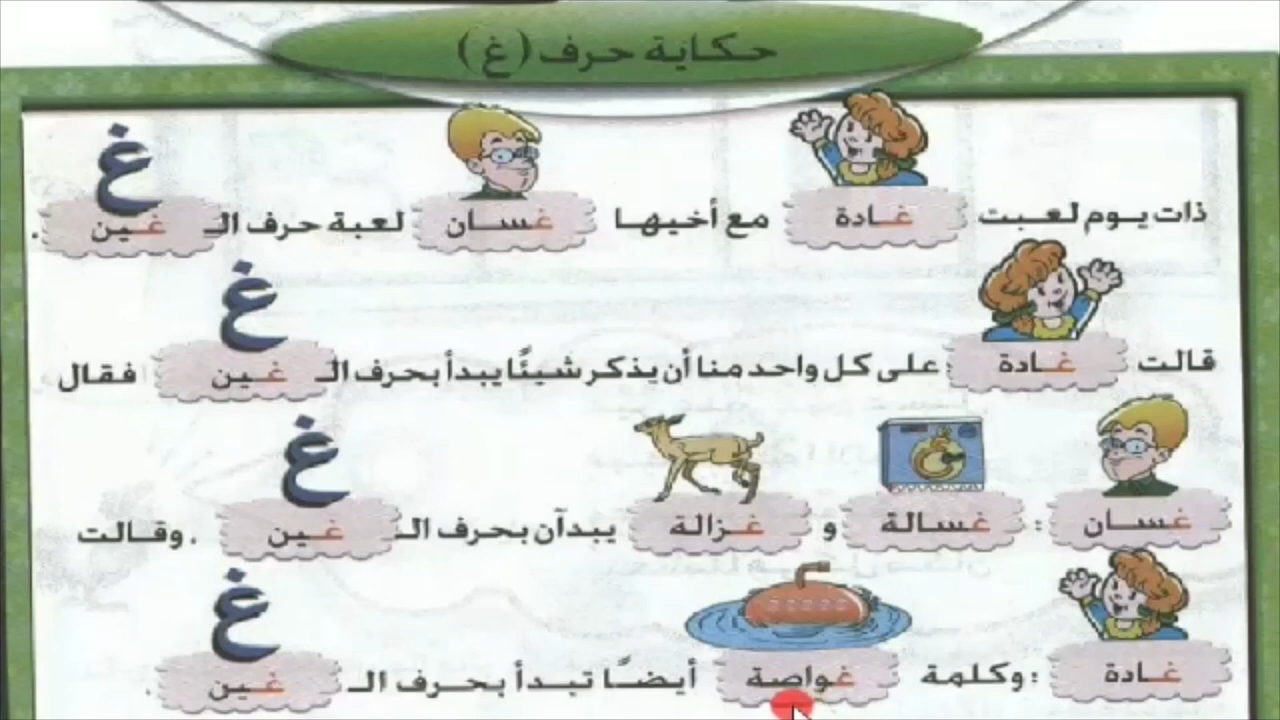 حكاية حرف (غ)
غ
ذات يوم لعبت غادة مع أخيها غسان لعبة حرف الـ غين .
غ
قالت غادة : على كل واحد منا أن يذكر شيئًا يبدأ بحرف الـ غين فقال
غ
غسان : غسالة و غزالة يبدآن بحرف الـ غين . وقالت
غ
غادة : وكلمة غواصة أيضًا تبدأ بحرف الـ غين .